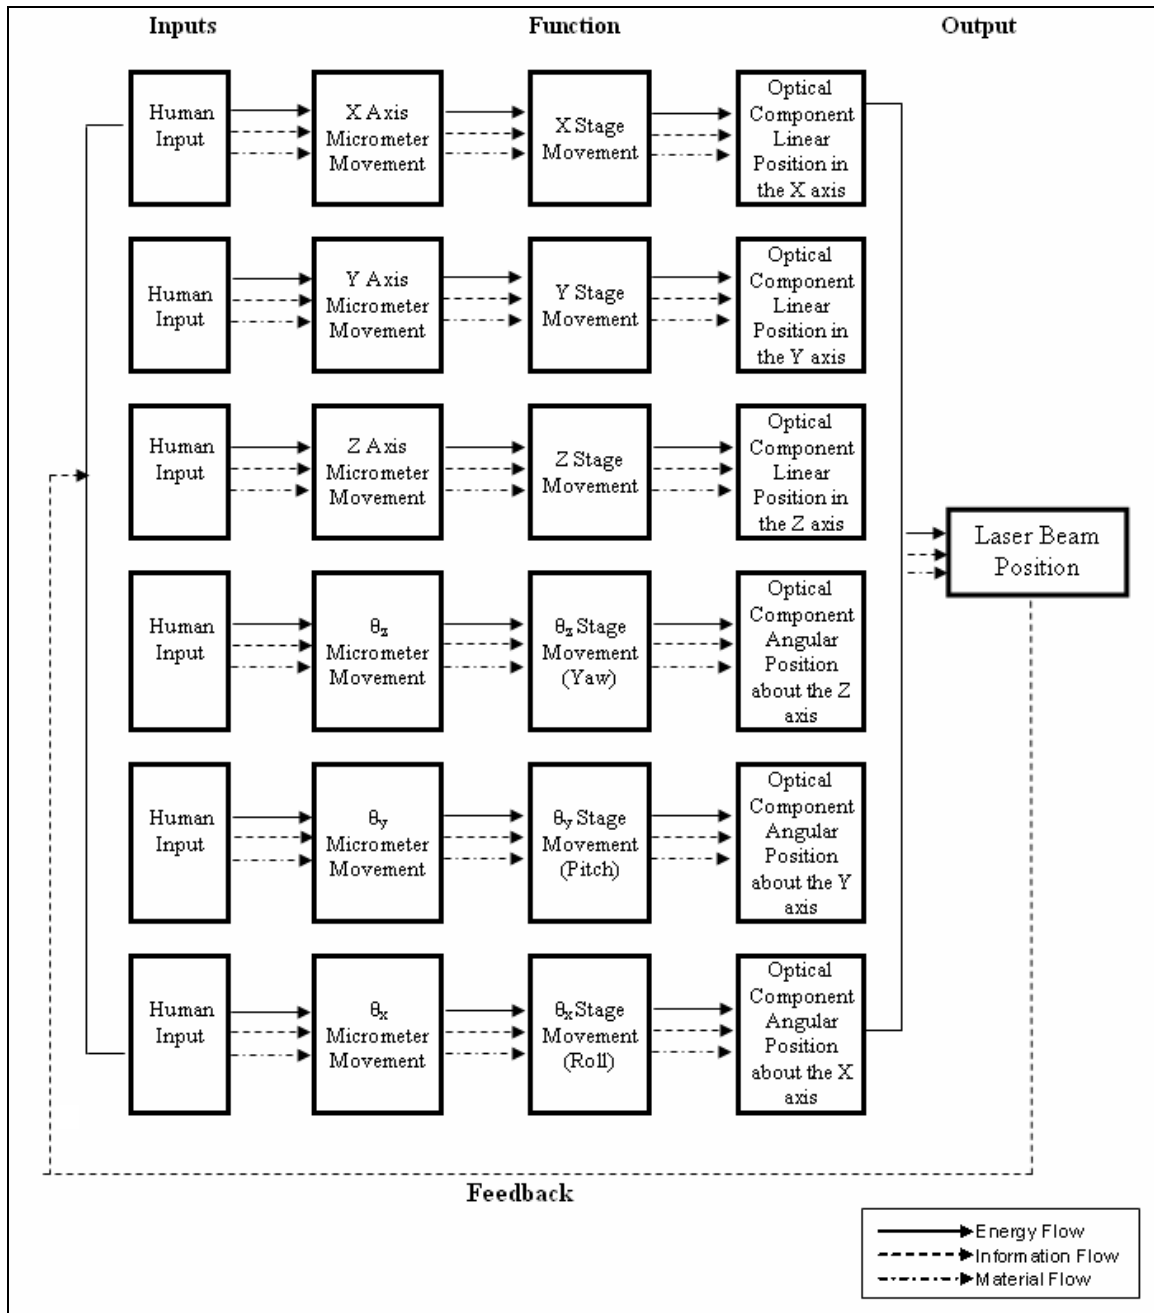 Inputs
Function
Output
Human
Input
X Axis
Micrometer
Movement
X Stage
Movement
Optical
Component
Linear
Position in
the X axis
Human
Input
Y Axis
Micrometer
Movement
Y Stage
Movement
Optical
Component
Linear
Position in
the Y axis
Human
Input
Z Axis
Micrometer
Movement
Z Stage
Movement
Optical
Component
Linear
Position in
the Z axis
Laser Beam
Position
Human
Input
θz
Micrometer
Movement
θz Stage
Movement
(Yaw)
Optical
Component
Angular
Position
about the Z
axis
Human
Input
θy
Micrometer
Movement
θy Stage
Movement
(Pitch)
Optical
Component
Angular
Position
about the Y
axis
Human
Input
θx
Micrometer
Movement
θx Stage
Movement
(Roll)
Optical
Component
Angular
Position
about the X
axis
Feedback
Energy Flow
Information Flow
Material Flow